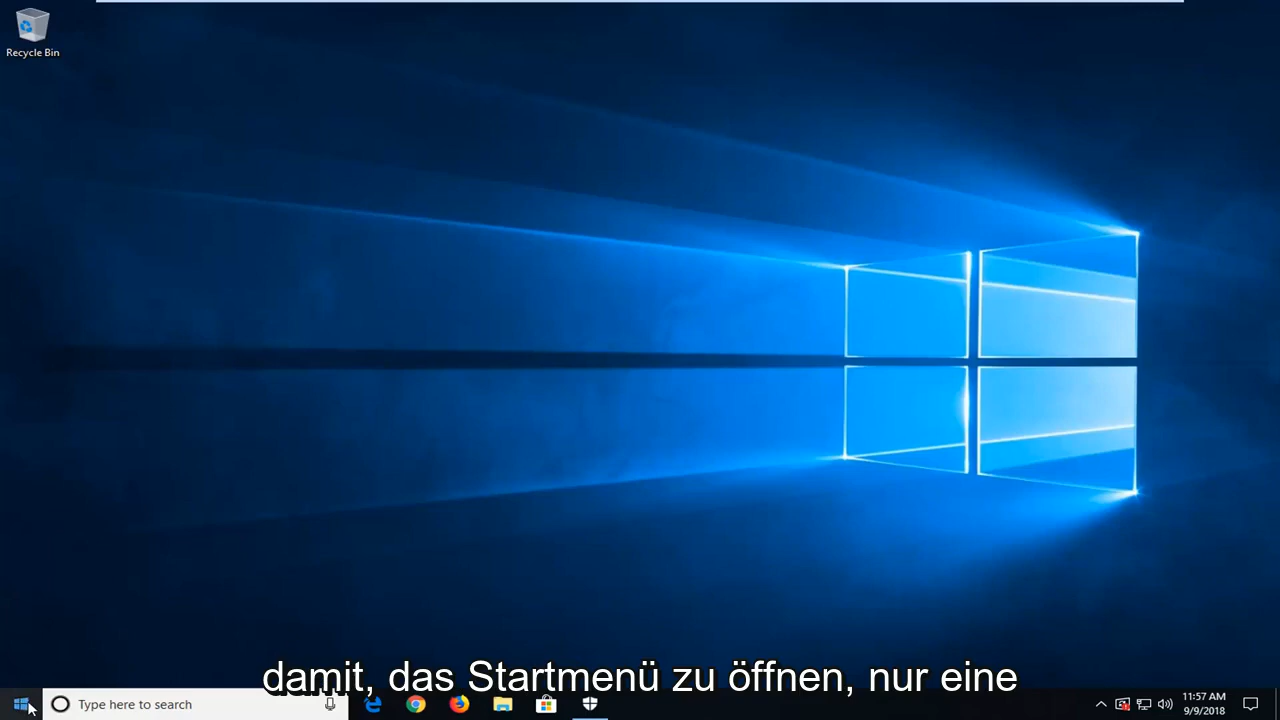 Recycle Bin
damit, das Startmenü zu öffnen, nur eine
Type here to search
11:57 AM
9/9/2018